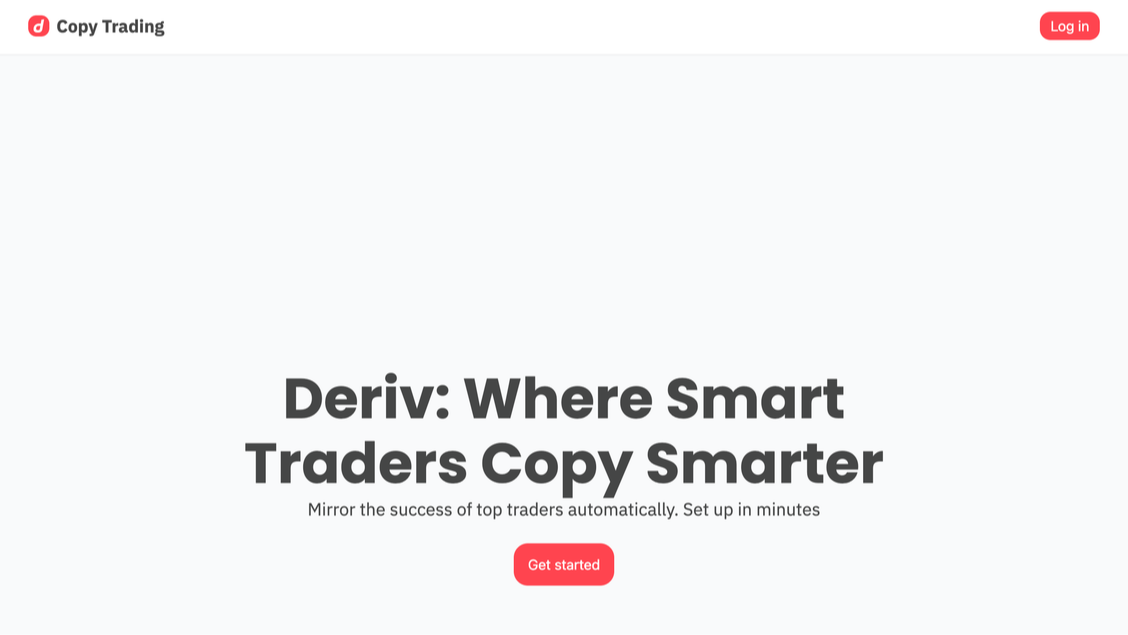 d Copy Trading
Log in
Deriv: Where Smart
Traders Copy Smarter
Mirror the success of top traders automatically. Set up in minutes
Get started